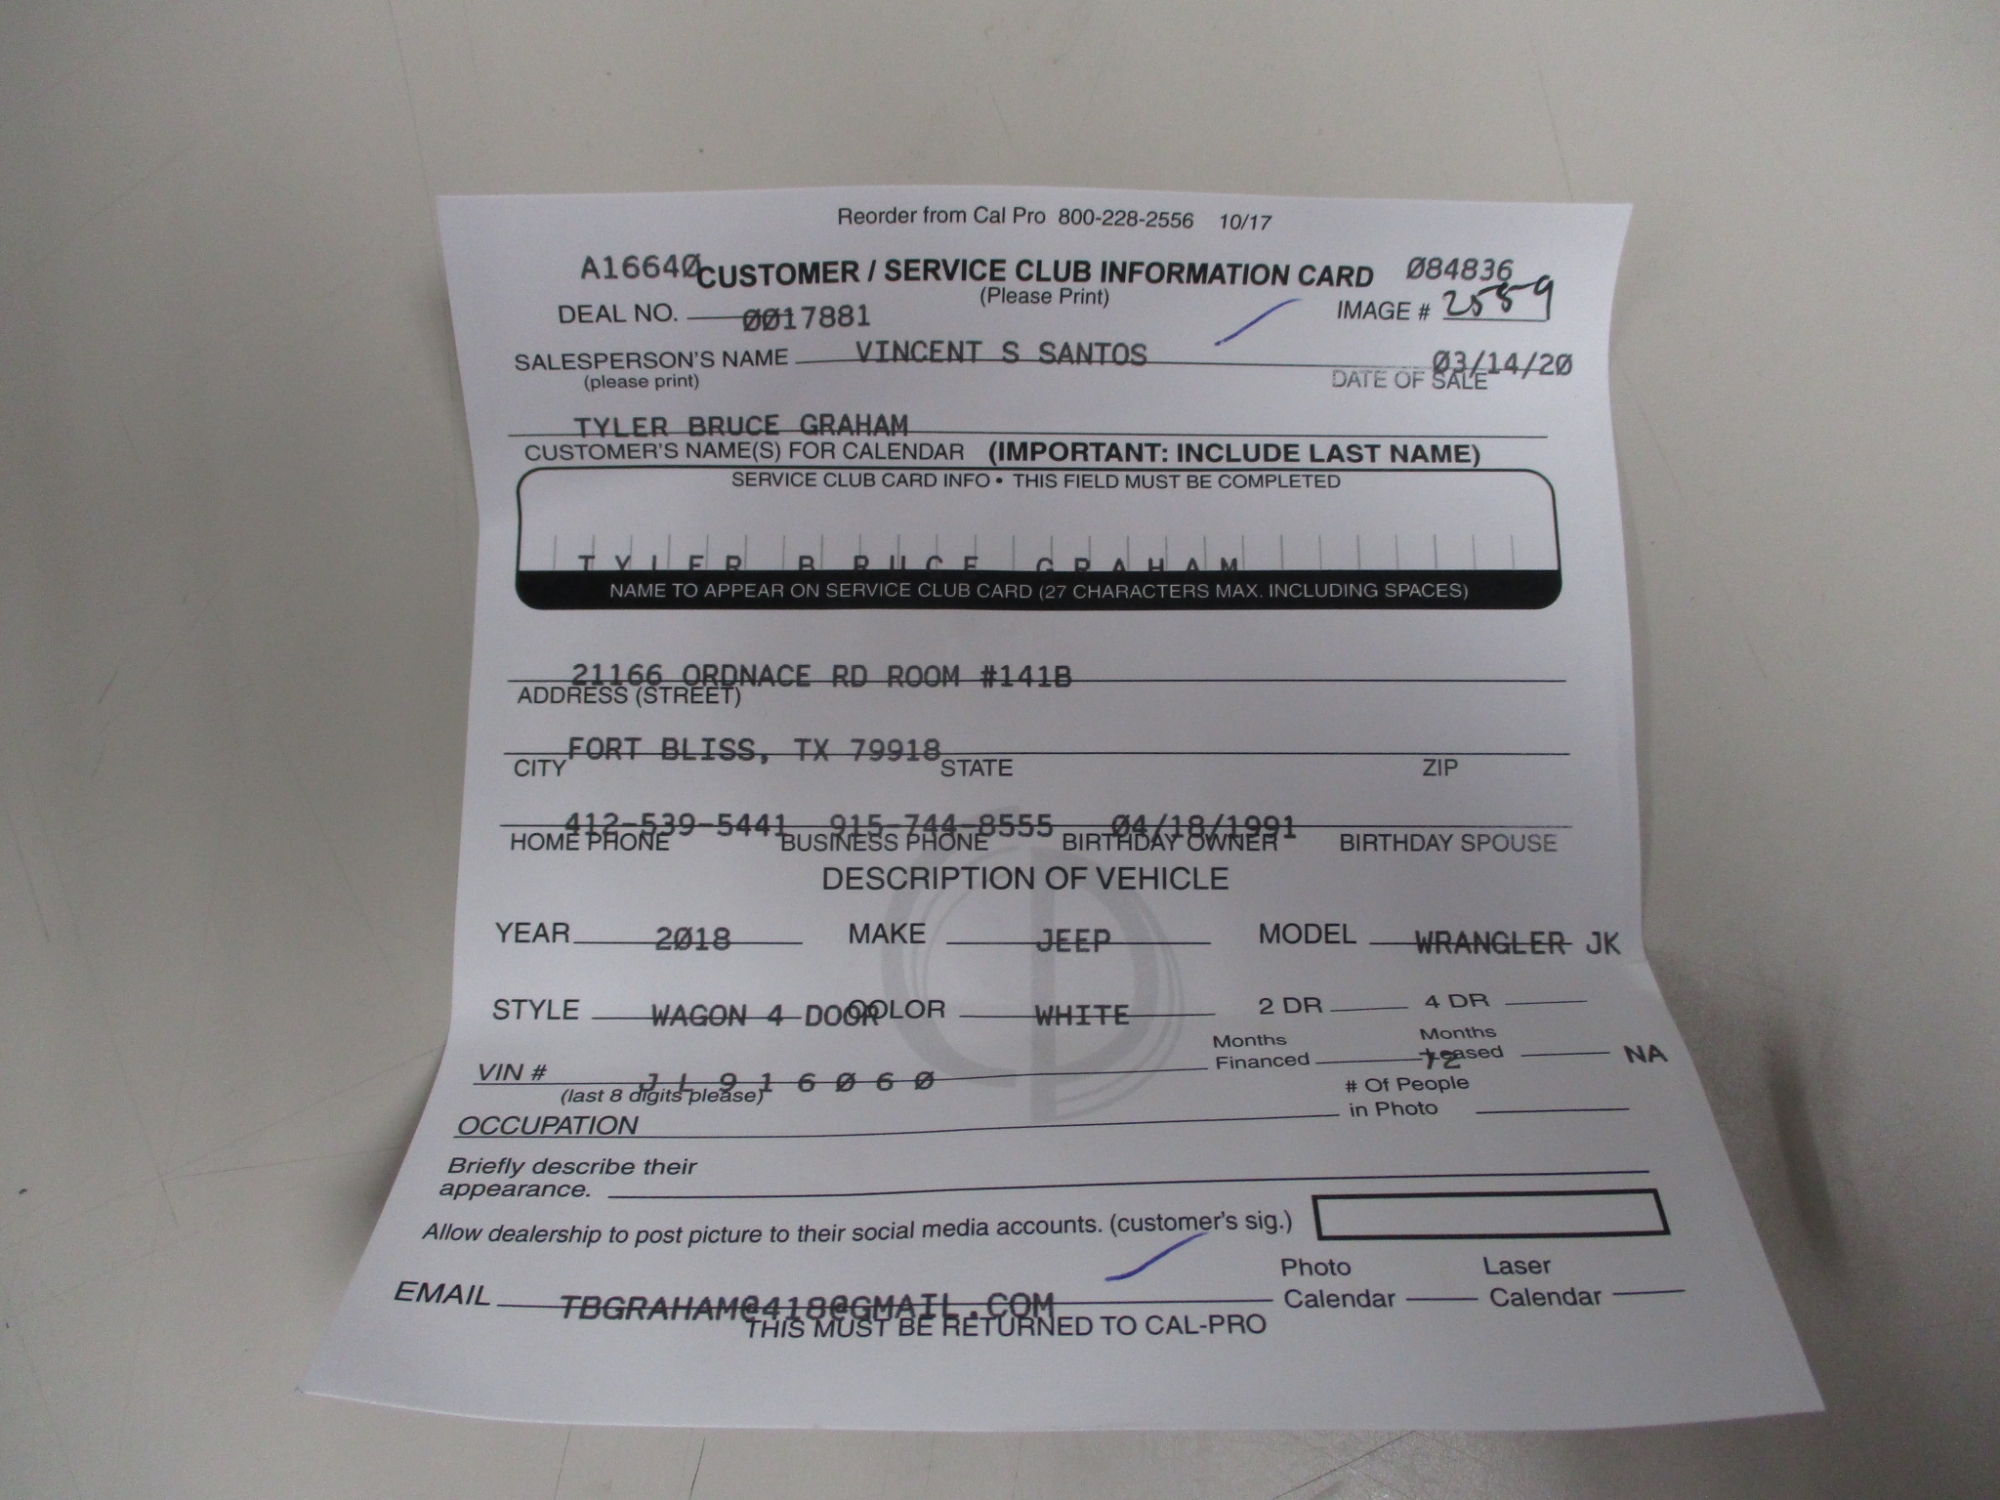 Reorder from Cal Pro 800-228-2556 10/17
A16640 CUSTOMER / SERVICE CLUB INFORMATION CARD 084836
(Please Print)
DEAL NO. 0017881 IMAGE # 2559
SALESPERSON'S NAME VINCENT S SANTOS 03/14/20
(please print) DATE OF SALE
TYLER BRUCE GRAHAM
CUSTOMER'S NAME(S) FOR CALENDAR (IMPORTANT: INCLUDE LAST NAME)
SERVICE CLUB CARD INFO • THIS FIELD MUST BE COMPLETED
TYLER BRUCE GRAHAM
NAME TO APPEAR ON SERVICE CLUB CARD (27 CHARACTERS MAX. INCLUDING SPACES)
21166 ORDNACE RD ROOM #141B
ADDRESS (STREET)
FORT BLISS, TX 79918
CITY STATE ZIP
412-539-5441 915-744-8555 04/18/1991
HOME PHONE BUSINESS PHONE BIRTHDAY OWNER BIRTHDAY SPOUSE
DESCRIPTION OF VEHICLE
YEAR 2018 MAKE JEEP MODEL WRANGLER JK
STYLE WAGON 4 DOOR COLOR WHITE 2 DR 4 DR
Months Financed 72 Months Leased NA
VIN # JL916060
(last 8 digits please)
# Of People in Photo
OCCUPATION
Briefly describe their
appearance.
Allow dealership to post picture to their social media accounts. (customer's sig.)
Photo Laser
EMAIL TBGRAHAM@418@GMAIL.COM Calendar Calendar
THIS MUST BE RETURNED TO CAL-PRO